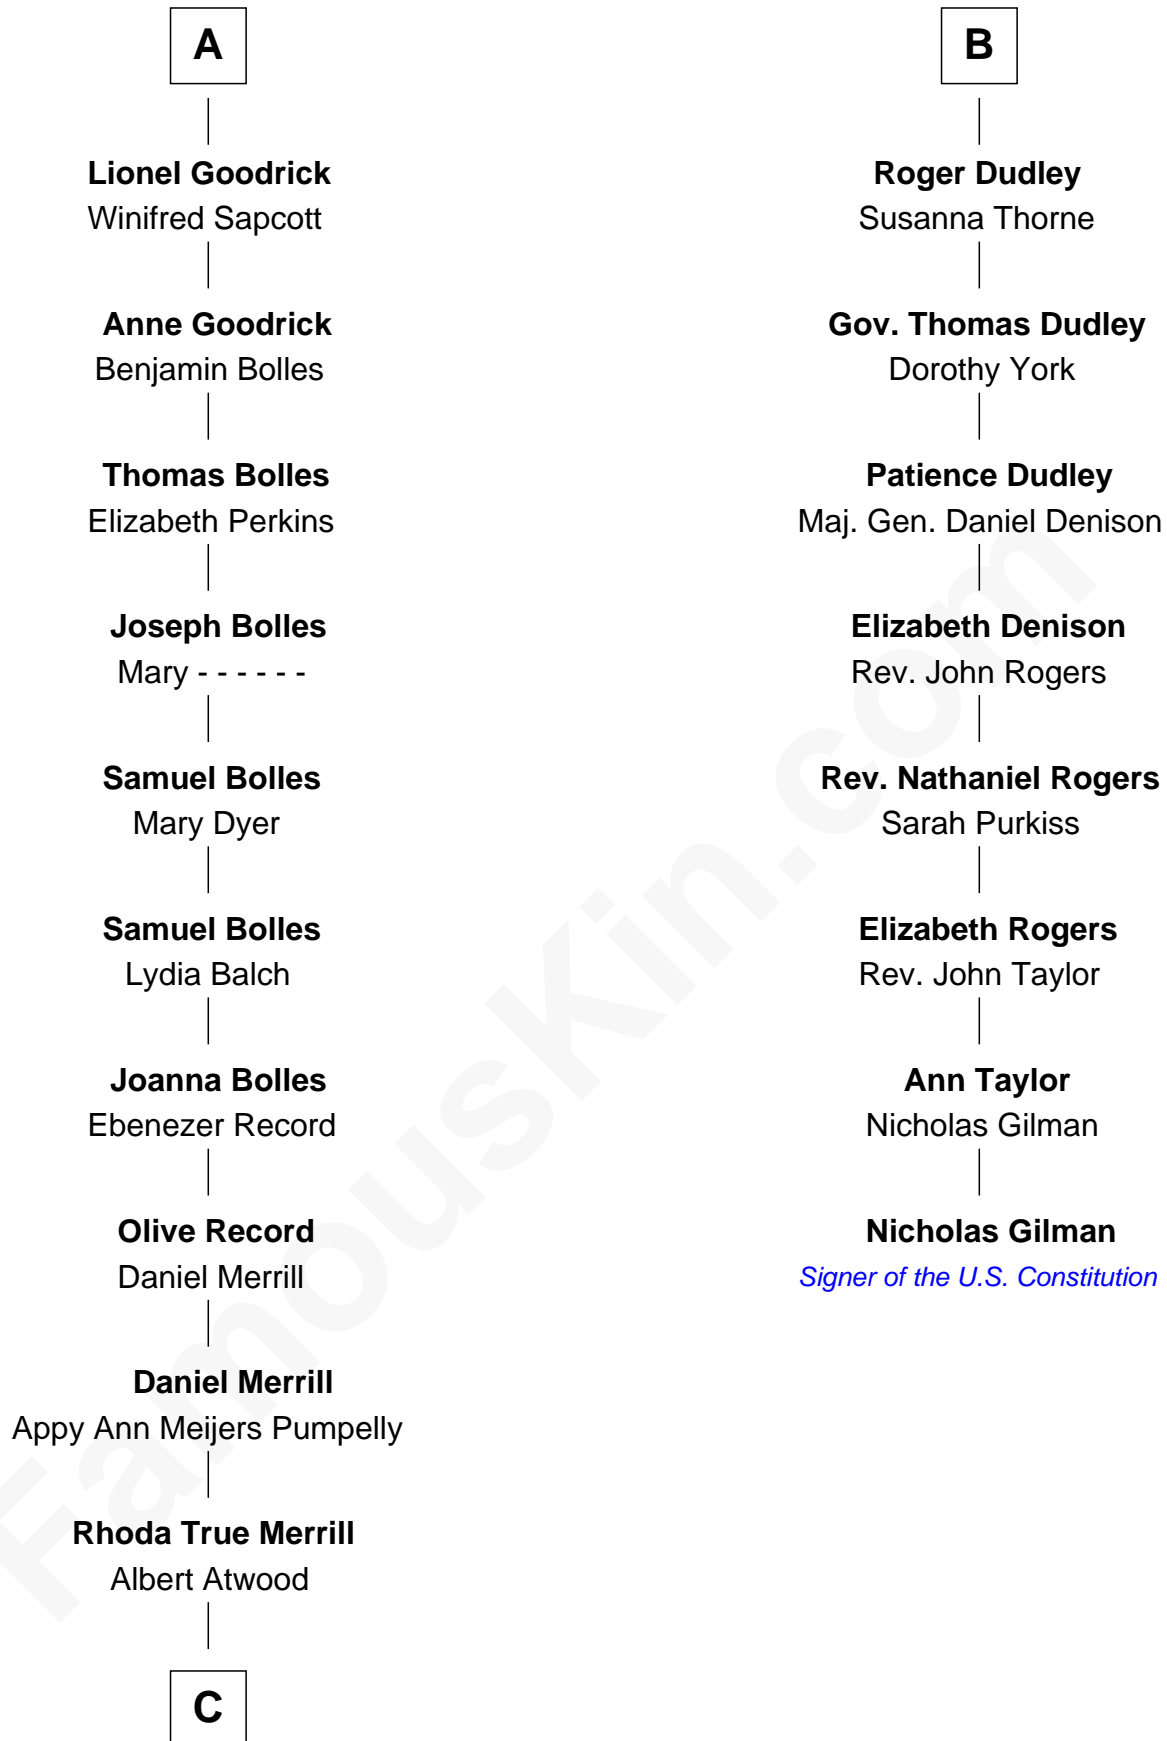 A
Lionel Goodrick
Winifred Sapcott
Anne Goodrick
Benjamin Bolles
Thomas Bolles
Elizabeth Perkins
Joseph Bolles
Mary - - - - - -
Samuel Bolles
Mary Dyer
Samuel Bolles
Lydia Balch
Joanna Bolles
Ebenezer Record
Olive Record
Daniel Merrill
Daniel Merrill
Appy Ann Meijers Pumpelly
Rhoda True Merrill
Albert Atwood
C
B
Roger Dudley
Susanna Thorne
Gov. Thomas Dudley
Dorothy York
Patience Dudley
Maj. Gen. Daniel Denison
Elizabeth Denison
Rev. John Rogers
Rev. Nathaniel Rogers
Sarah Purkiss
Elizabeth Rogers
Rev. John Taylor
Ann Taylor
Nicholas Gilman
Nicholas Gilman
Signer of the U.S. Constitution
FamousKin.com